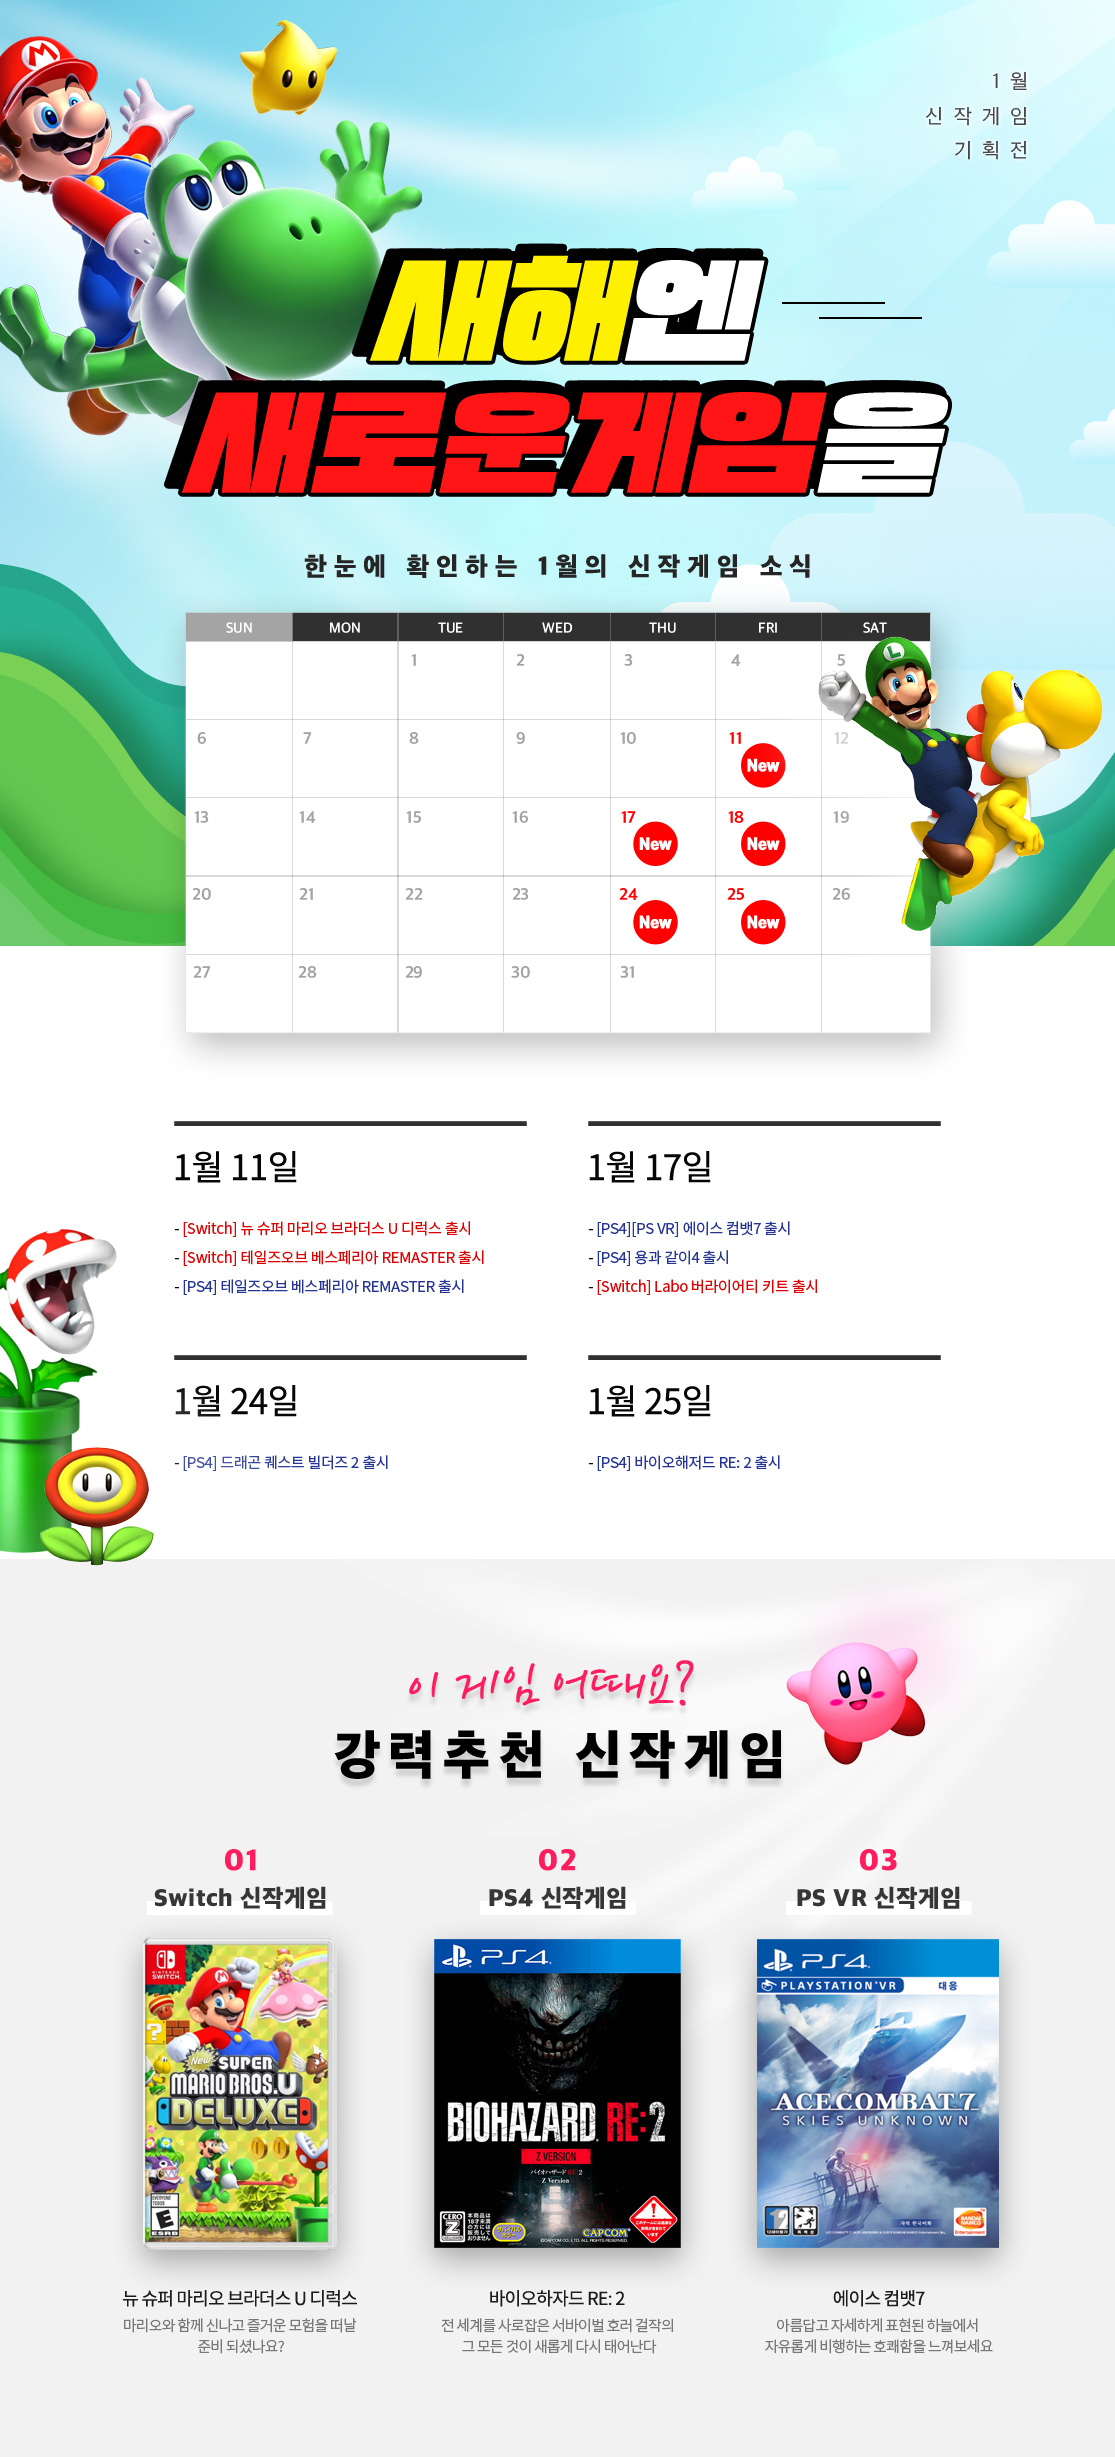 1월
신작게임
기획전
새해엔
새로운게임을
한눈에 확인하는 1월의 신작게임 소식
SUN MON TUE WED THU FRI SAT
1 2 3 4 5
6 7 8 9 10 11 12
New
13 14 15 16 17 18 19
New New
20 21 22 23 24 25 26
New New
27 28 29 30 31
1월 11일
- [Switch] 뉴 슈퍼 마리오 브라더스 U 디럭스 출시
- [Switch] 테일즈오브 베스페리아 REMASTER 출시
- [PS4] 테일즈오브 베스페리아 REMASTER 출시
1월 17일
- [PS4][PS VR] 에이스 컴뱃7 출시
- [PS4] 용과 같이4 출시
- [Switch] Labo 버라이어티 키트 출시
1월 24일
- [PS4] 드래곤 퀘스트 빌더즈 2 출시
1월 25일
- [PS4] 바이오해저드 RE: 2 출시
이 게임 어때요?
강력추천 신작게임
01
Switch 신작게임
NINTENDO
SWITCH
New SUPER
MARIO BROS. U
DELUXE
EVERYONE
E
ESRB
뉴 슈퍼 마리오 브라더스 U 디럭스
마리오와 함께 신나고 즐거운 모험을 떠날
준비 되셨나요?
02
PS4 신작게임
PS4
BIOHAZARD RE:2
Z VERSION
バイオハザード RE:2
Z Version
CERO
Z
CAPCOM
바이오하자드 RE: 2
전 세계를 사로잡은 서바이벌 호러 걸작의
그 모든 것이 새롭게 다시 태어난다
03
PS VR 신작게임
PS4
PLAYSTATION VR 대응
ACE COMBAT 7
SKIES UNKNOWN
BANDAI
NAMCO
Entertainment
에이스 컴뱃7
아름답고 자세하게 표현된 하늘에서
자유롭게 비행하는 호쾌함을 느껴보세요